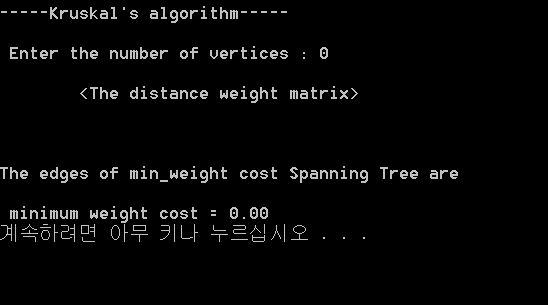 -----Kruskal's algorithm-----
Enter the number of vertices : 0
<The distance weight matrix>
The edges of min_weight cost Spanning Tree are
minimum weight cost = 0.00
계속하려면 아무 키나 누르십시오 . . .